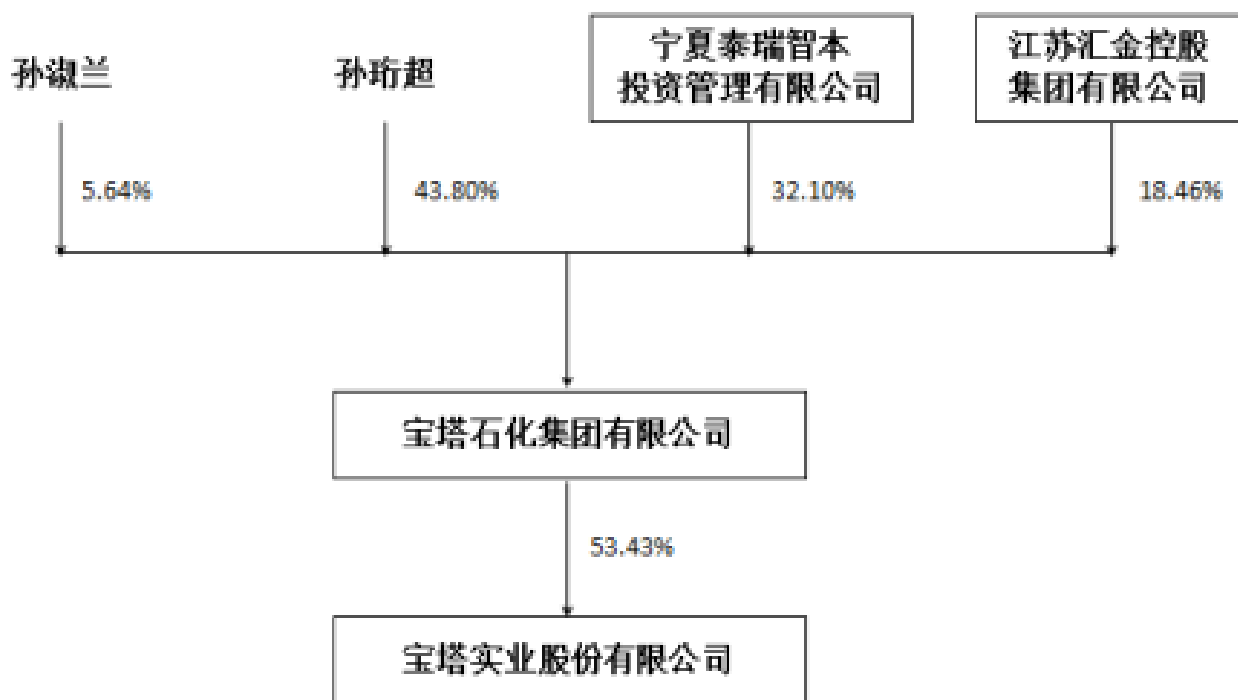 孙淑兰
孙珩超
宁夏泰瑞智本
投资管理有限公司
江苏汇金控股
集团有限公司
5.64%
43.80%
32.10%
18.46%
宝塔石化集团有限公司
53.43%
宝塔实业股份有限公司